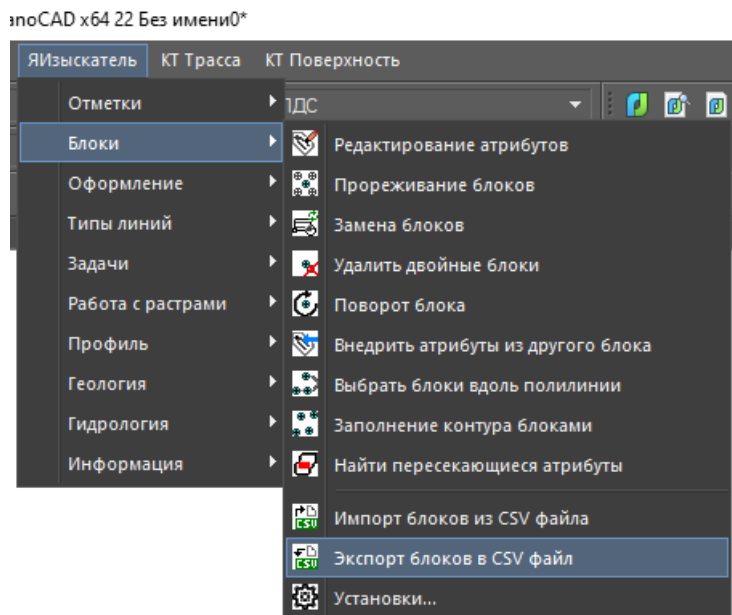 anoCAD x64 22 Без имени0*
ЯИзыскатель КТ Трасса КТ Поверхность
Отметки
ПДС
Блоки
Редактирование атрибутов
Оформление
Прореживание блоков
Типы линий
Замена блоков
Задачи
Удалить двойные блоки
Работа с растрами
Поворот блока
Профиль
Внедрить атрибуты из другого блока
Геология
Выбрать блоки вдоль полилинии
Гидрология
Заполнение контура блоками
Информация
Найти пересекающиеся атрибуты
CSV
Импорт блоков из CSV файла
CSV
Экспорт блоков в CSV файл
Установки...